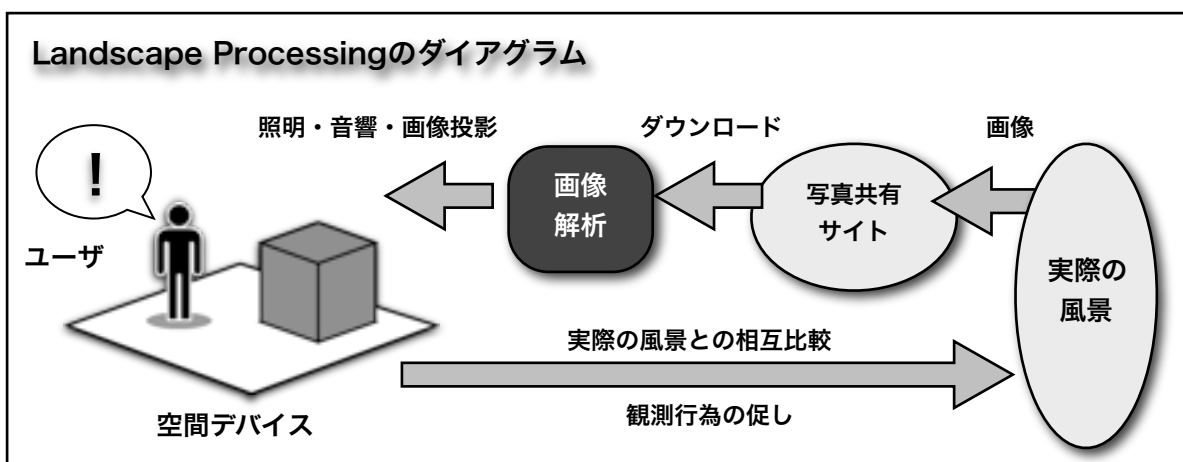 Landscape Processingのダイアグラム
照明・音響・画像投影
ダウンロード
画像
!
画像
解析
写真共有
サイト
ユーザ
実際の
風景
実際の風景との相互比較
観測行為の促し
空間デバイス